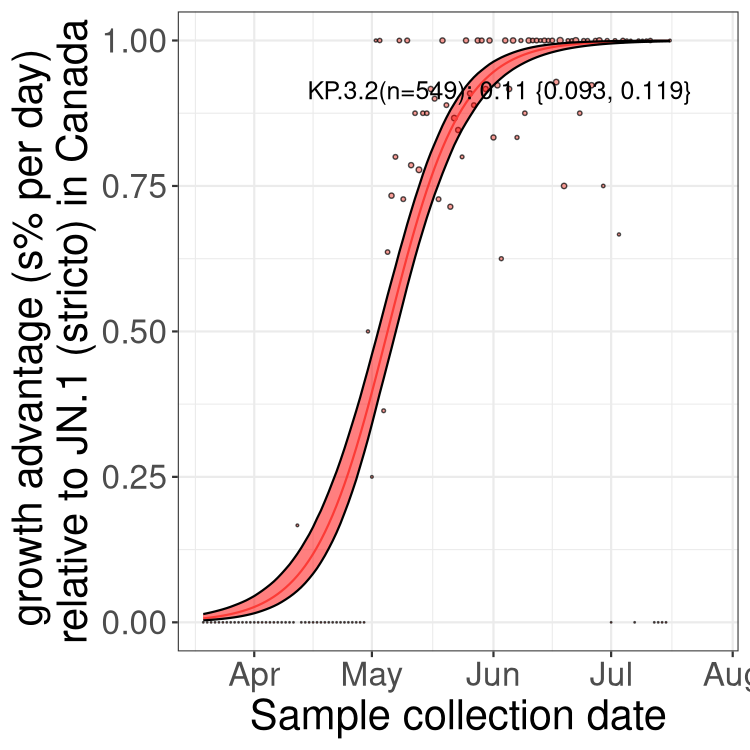 growth advantage (s% per day)
relative to JN.1 (stricto) in Canada
1.00
0.75
0.50
0.25
0.00
KP.3.2(n=549): 0.11 {0.093, 0.119}
Apr May Jun Jul Aug
Sample collection date